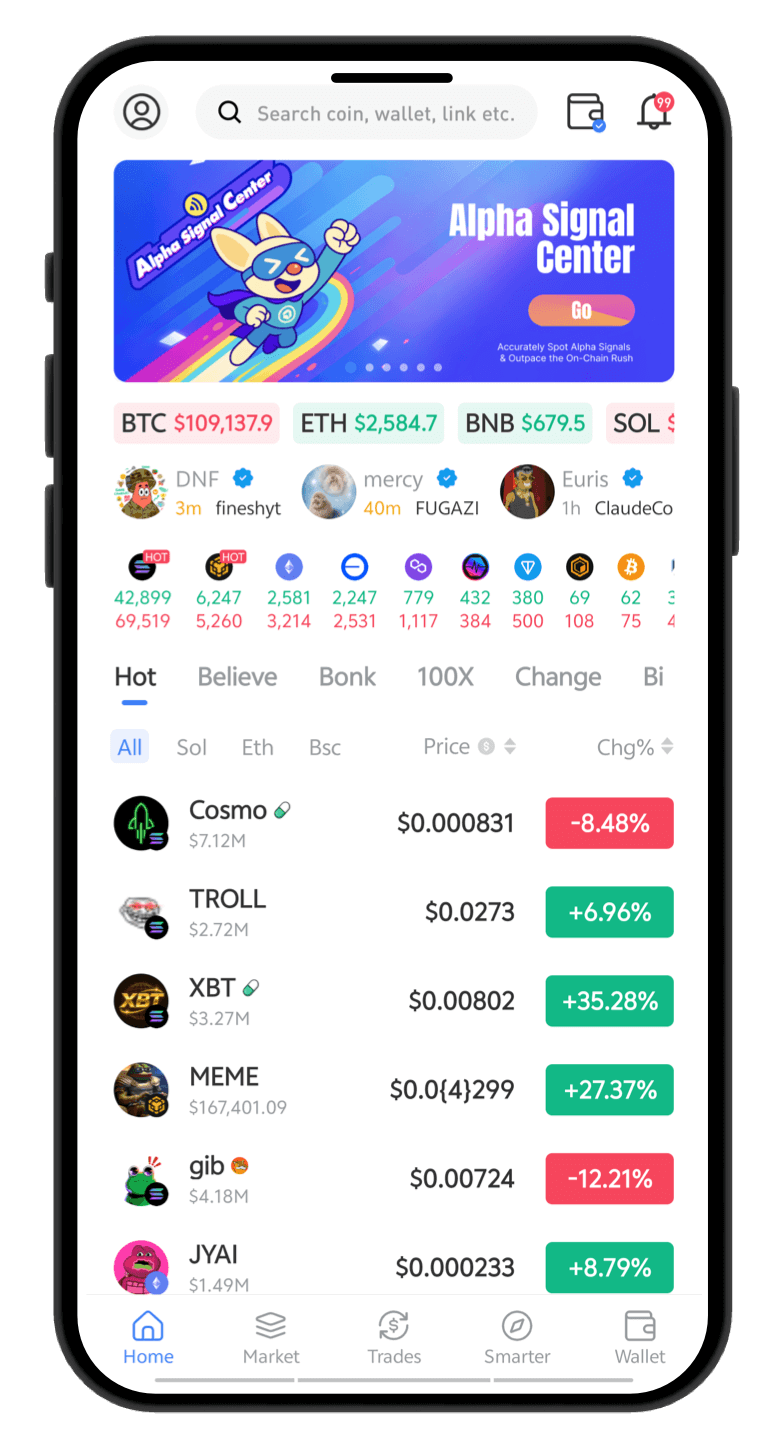 Search coin, wallet, link etc.
99
Alpha Signal Center
Alpha Signal
Center
Go
Accurately Spot Alpha Signals
& Outpace the On-Chain Rush
BTC $109,137.9 ETH $2,584.7 BNB $679.5 SOL $
DNF mercy Euris
3m fineshyt 40m FUGAZI 1h ClaudeCo
HOT HOT
42,899 6,247 2,581 2,247 779 432 380 69 62 3
69,519 5,260 3,214 2,531 1,117 384 500 108 75 4
Hot Believe Bonk 100X Change Bi
All Sol Eth Bsc Price $ Chg%
Cosmo $0.000831 -8.48%
$7.12M
TROLL $0.0273 +6.96%
$2.72M
XBT
XBT $0.00802 +35.28%
$3.27M
MEME $0.0{4}299 +27.37%
$167,401.09
gib $0.00724 -12.21%
$4.18M
JYAI $0.000233 +8.79%
$1.49M
Home Market Trades Smarter Wallet